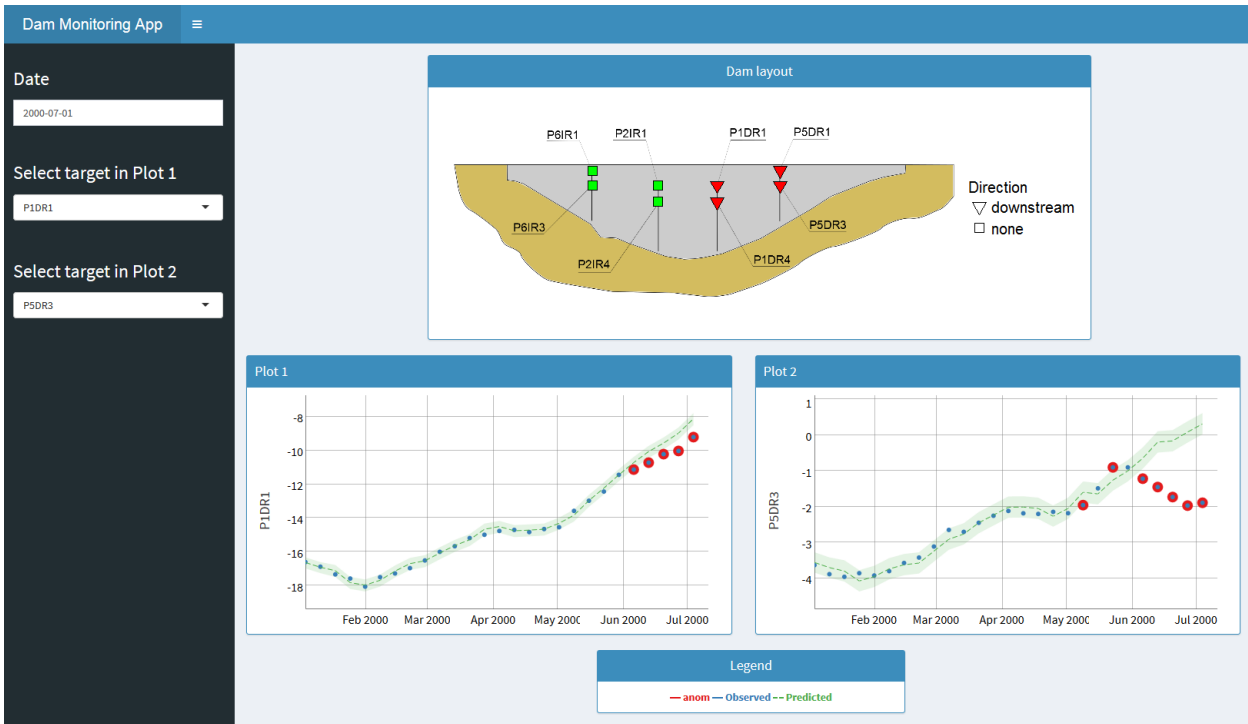 Dam Monitoring App ≡
Date
2000-07-01
Select target in Plot 1
P1DR1
Select target in Plot 2
P5DR3
Dam layout
P6IR1 P2IR1 P1DR1 P5DR1
P6IR3 P5DR3
P2IR4 P1DR4
Direction
downstream
none
Plot 1
P1DR1
-8
-10
-12
-14
-16
-18
Feb 2000 Mar 2000 Apr 2000 May 2000 Jun 2000 Jul 2000
Plot 2
P5DR3
1
0
-1
-2
-3
-4
Feb 2000 Mar 2000 Apr 2000 May 2000 Jun 2000 Jul 2000
Legend
anom Observed Predicted